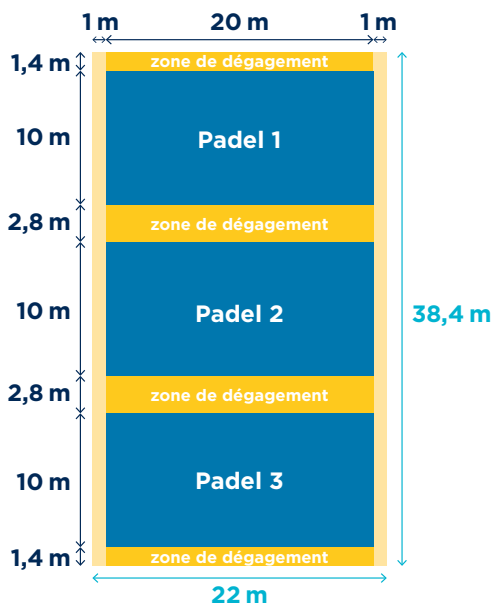 1 m 20 m 1 m
1,4 m
zone de dégagement
10 m
Padel 1
2,8 m
zone de dégagement
10 m
Padel 2
38,4 m
2,8 m
zone de dégagement
10 m
Padel 3
1,4 m
zone de dégagement
22 m